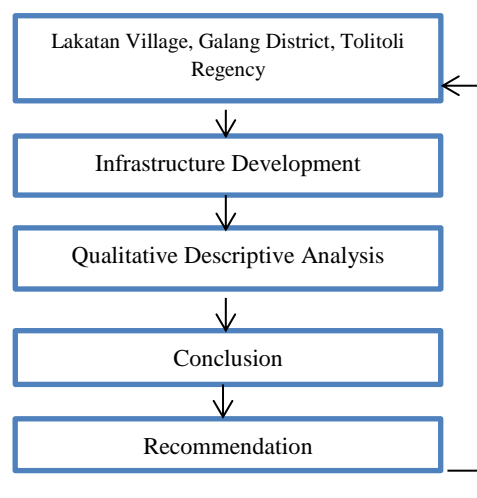 Lakatan Village, Galang District, Tolitoli
Regency
Infrastructure Development
Qualitative Descriptive Analysis
Conclusion
Recommendation